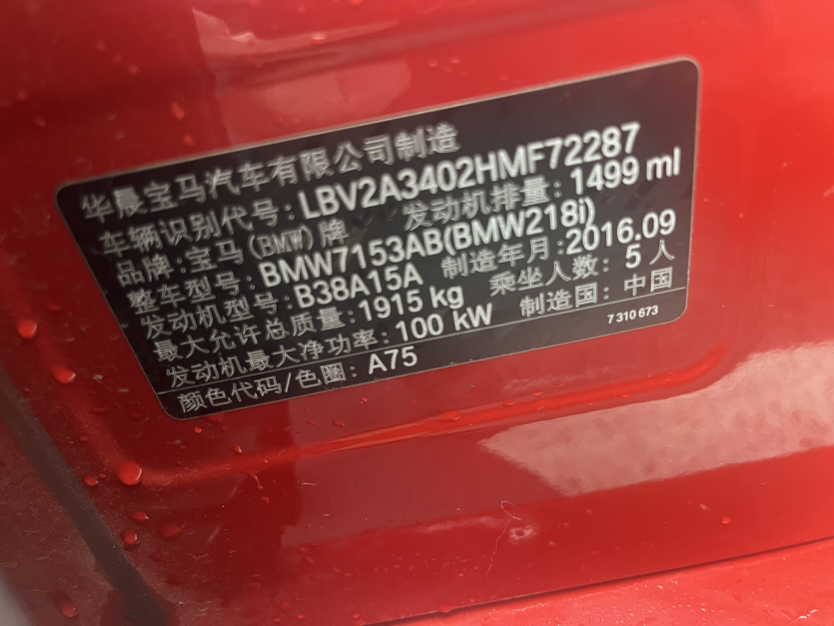 华晨宝马汽车有限公司制造
车辆识别代号: LBV2A3402HMF72287
品牌: 宝马(BMW)牌 发动机排量: 1499 ml
整车型号: BMW7153AB(BMW218i)
发动机型号: B38A15A 制造年月: 2016.09
最大允许总质量: 1915 kg 乘坐人数: 5 人
发动机最大净功率: 100 kW 制造国: 中国
颜色代码/色圈: A75
7 310 673